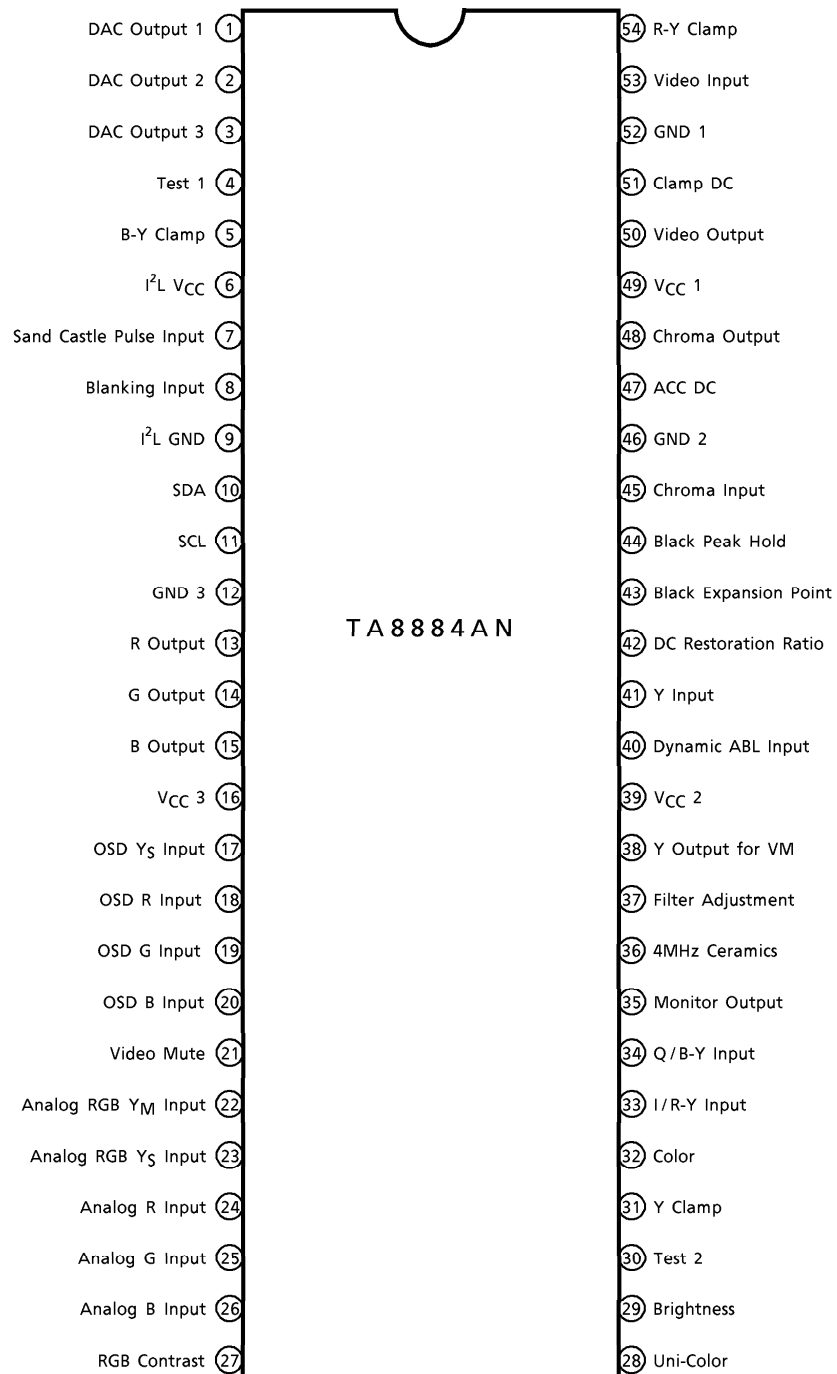 DAC Output 1 1
DAC Output 2 2
DAC Output 3 3
Test 1 4
B-Y Clamp 5
I²L VCC 6
Sand Castle Pulse Input 7
Blanking Input 8
I²L GND 9
SDA 10
SCL 11
GND 3 12
R Output 13
G Output 14
B Output 15
VCC 3 16
OSD YS Input 17
OSD R Input 18
OSD G Input 19
OSD B Input 20
Video Mute 21
Analog RGB YM Input 22
Analog RGB YS Input 23
Analog R Input 24
Analog G Input 25
Analog B Input 26
RGB Contrast 27
TA8884AN
54 R-Y Clamp
53 Video Input
52 GND 1
51 Clamp DC
50 Video Output
49 VCC 1
48 Chroma Output
47 ACC DC
46 GND 2
45 Chroma Input
44 Black Peak Hold
43 Black Expansion Point
42 DC Restoration Ratio
41 Y Input
40 Dynamic ABL Input
39 VCC 2
38 Y Output for VM
37 Filter Adjustment
36 4MHz Ceramics
35 Monitor Output
34 Q/B-Y Input
33 I/R-Y Input
32 Color
31 Y Clamp
30 Test 2
29 Brightness
28 Uni-Color